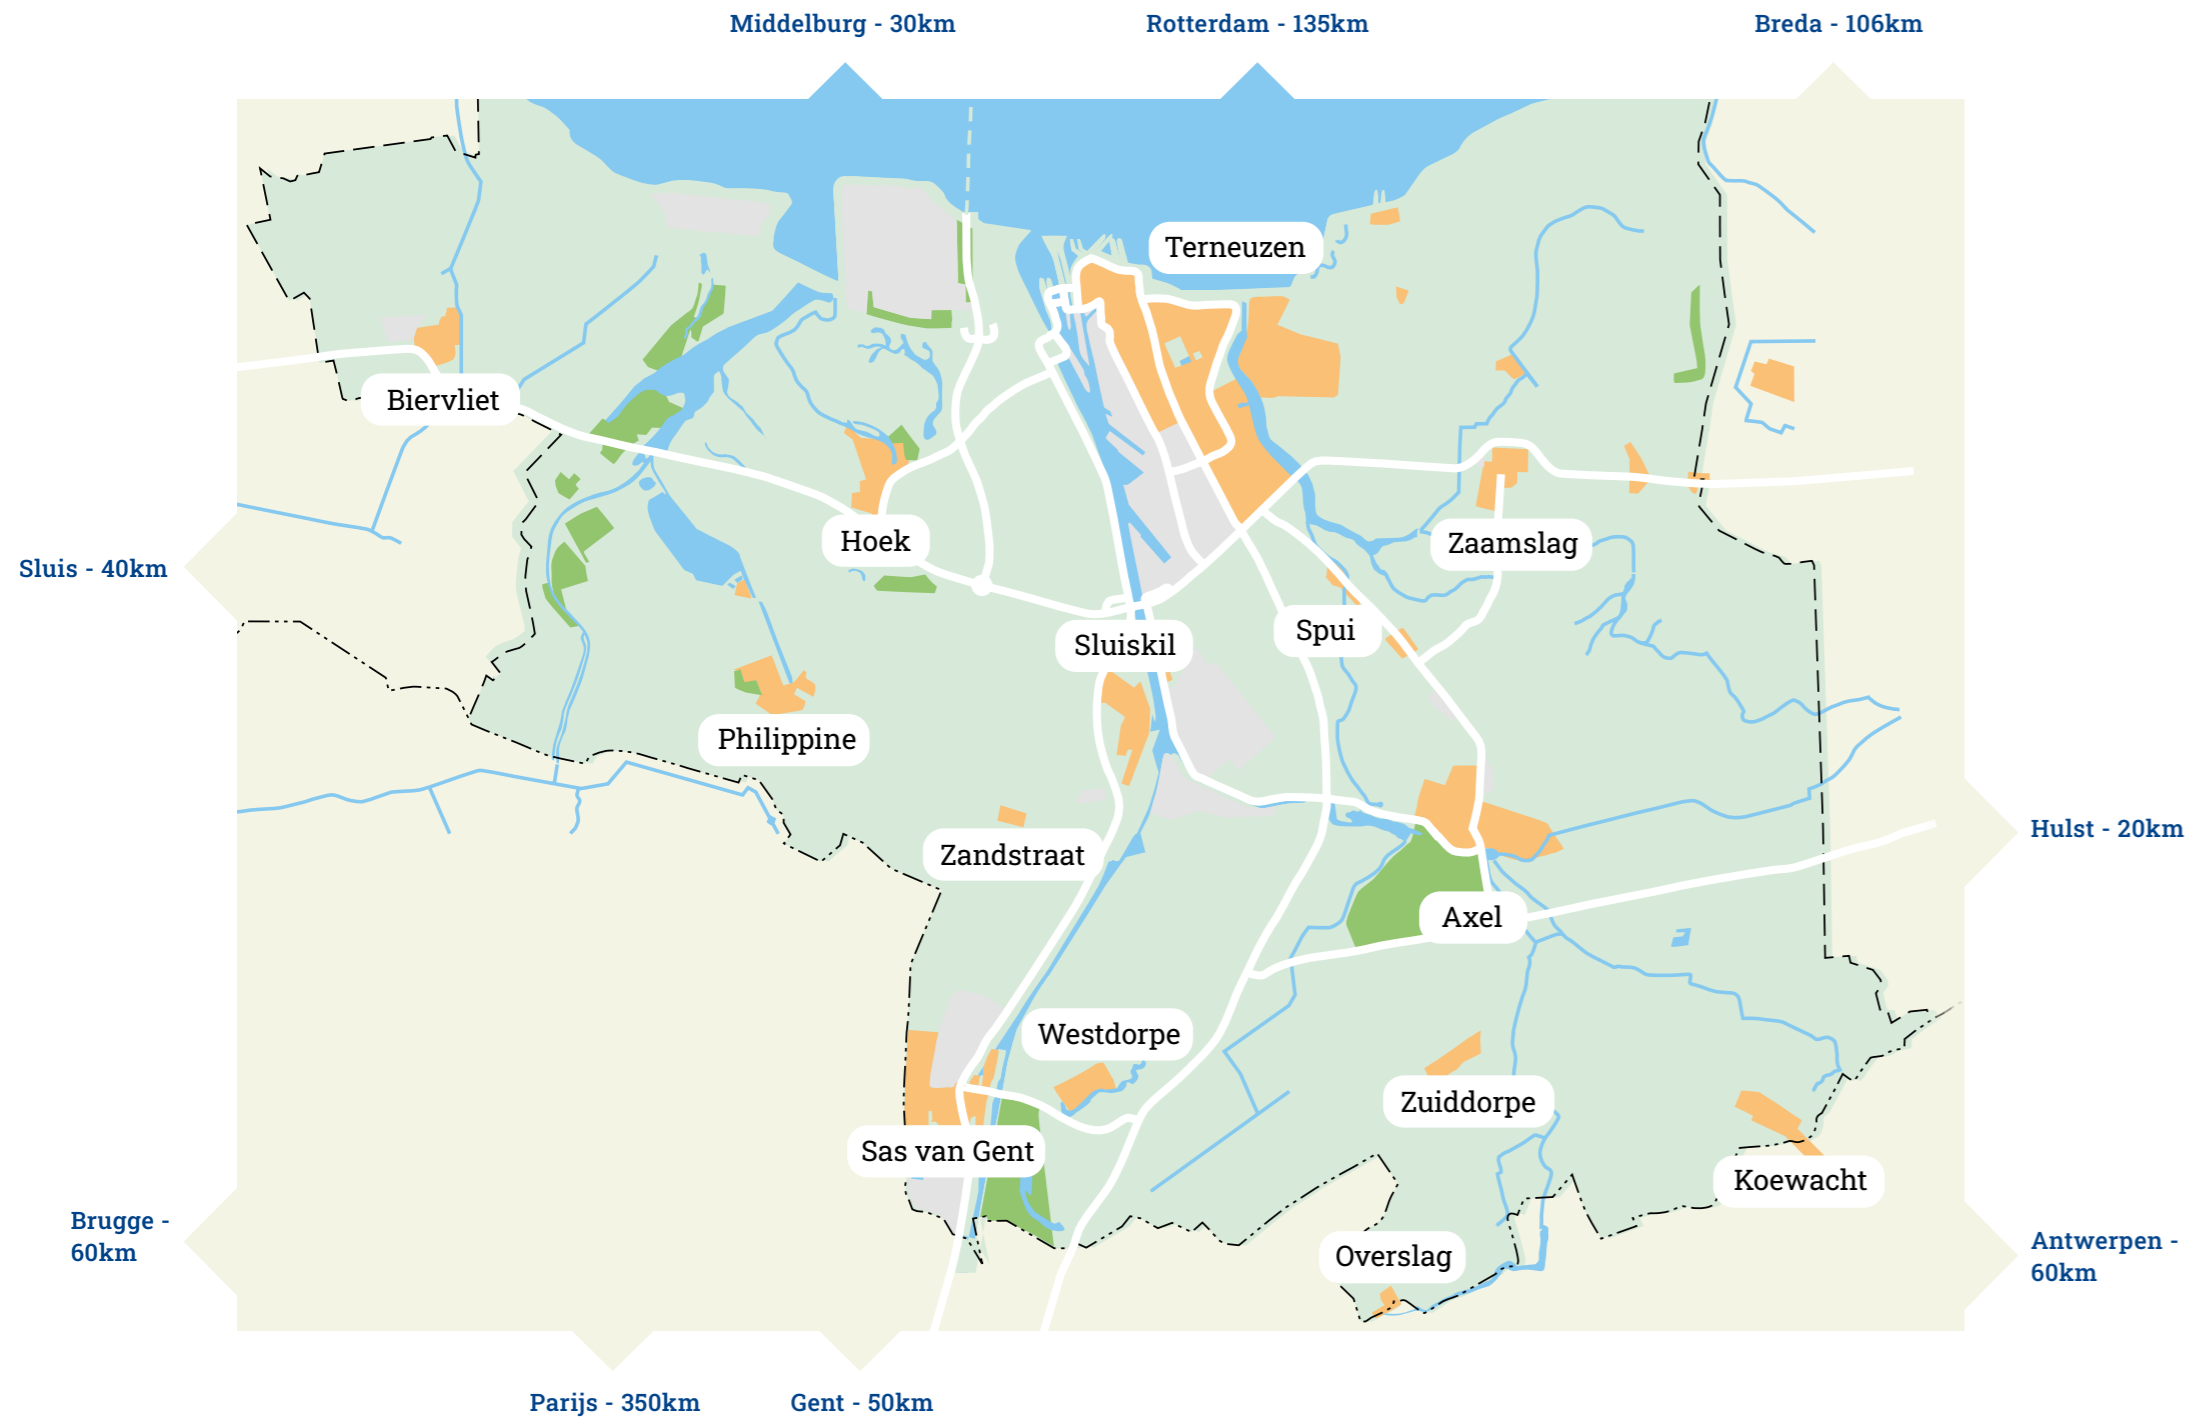 Middelburg - 30km
Rotterdam - 135km
Breda - 106km
Terneuzen
Biervliet
Hoek
Zaamslag
Sluis - 40km
Spui
Sluiskil
Philippine
Hulst - 20km
Zandstraat
Axel
Westdorpe
Zuiddorpe
Sas van Gent
Koewacht
Brugge -
60km
Overslag
Antwerpen -
60km
Parijs - 350km
Gent - 50km